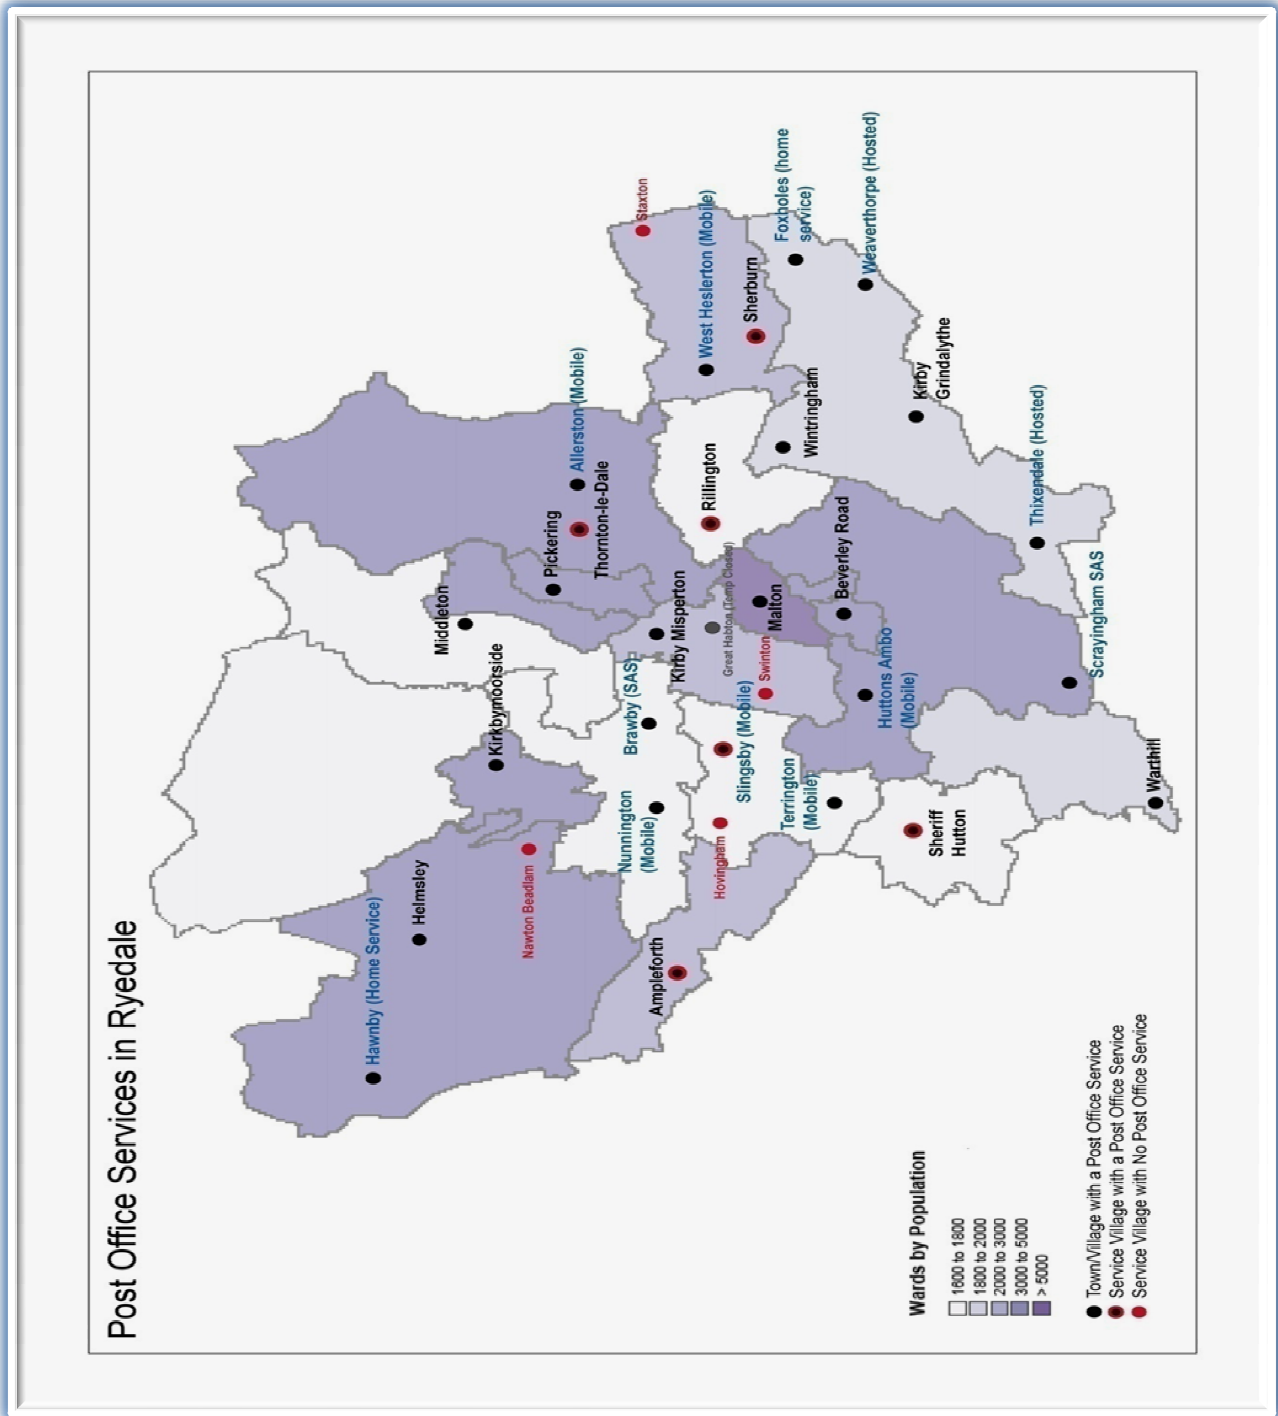 Post Office Services in Ryedale
Hawnby (Home Service)
Helmsley
Nawton Beadlam
Kirkbymoorside
Middleton
Pickering
Thornton-le-Dale
Allerston (Mobile)
Staxton
West Heslerton (Mobile)
Sherburn
Foxholes (home
service)
Weaverthorpe (Hosted)
Kirby
Grindalythe
Wintringham
Rillington
Thixendale (Hosted)
Scrayingham SAS
Beverley Road
Malton
Great Habton (Temp Closed)
Kirby Misperton
Swinton
Huttons Ambo
(Mobile)
Brawby (SAS)
Slingsby (Mobile)
Nunnington
(Mobile)
Hovingham
Terrington
(Mobile)
Ampleforth
Sheriff
Hutton
Warthill
Wards by Population
1600 to 1800
1800 to 2000
2000 to 3000
3000 to 5000
> 5000
Town/Village with a Post Office Service
Service Village with a Post Office Service
Service Village with No Post Office Service